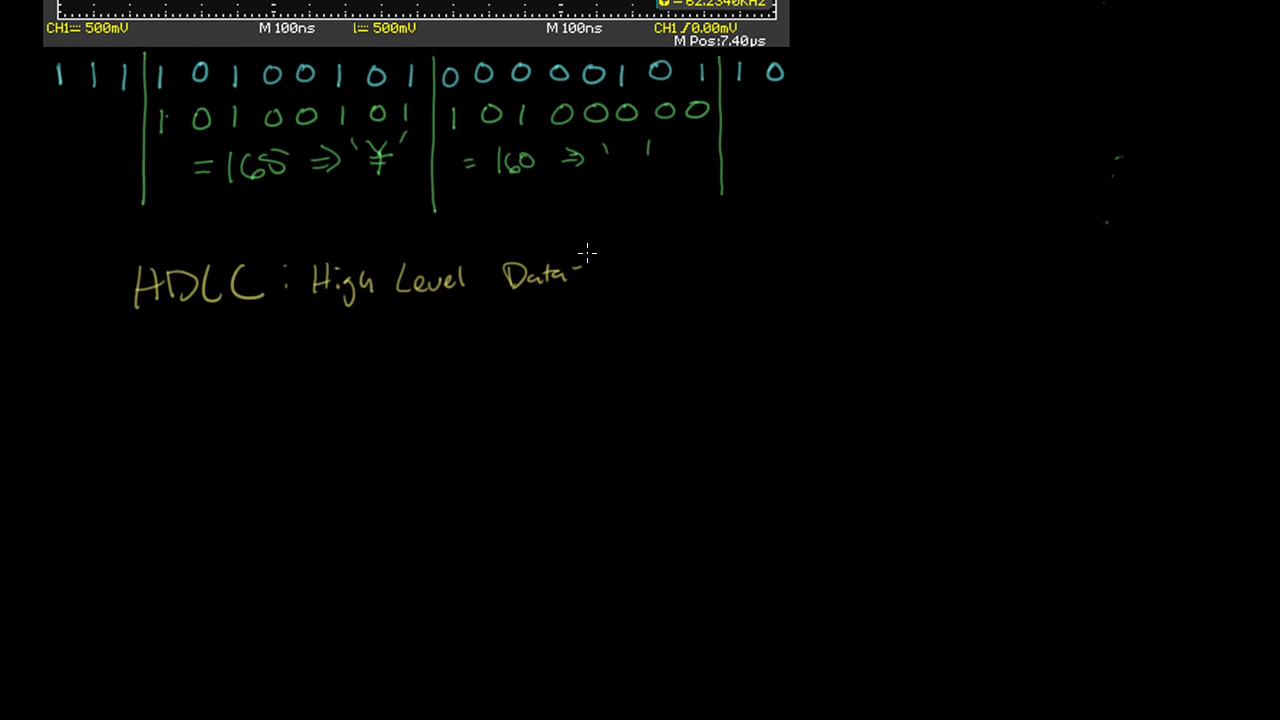 62.2340KHz
CH1= 500mV M 100ns L= 500mV M 100ns CH1 / 0.00mV
M Pos:7.40µs
1 1 1 1 0 1 0 0 1 0 1 0 0 0 0 0 1 0 1 1 0
1 0 1 0 0 1 0 1 1 0 1 0 0 0 0 0
= 165 ⇒ '¥' = 160 ⇒ ' '
HDLC : High Level Data-